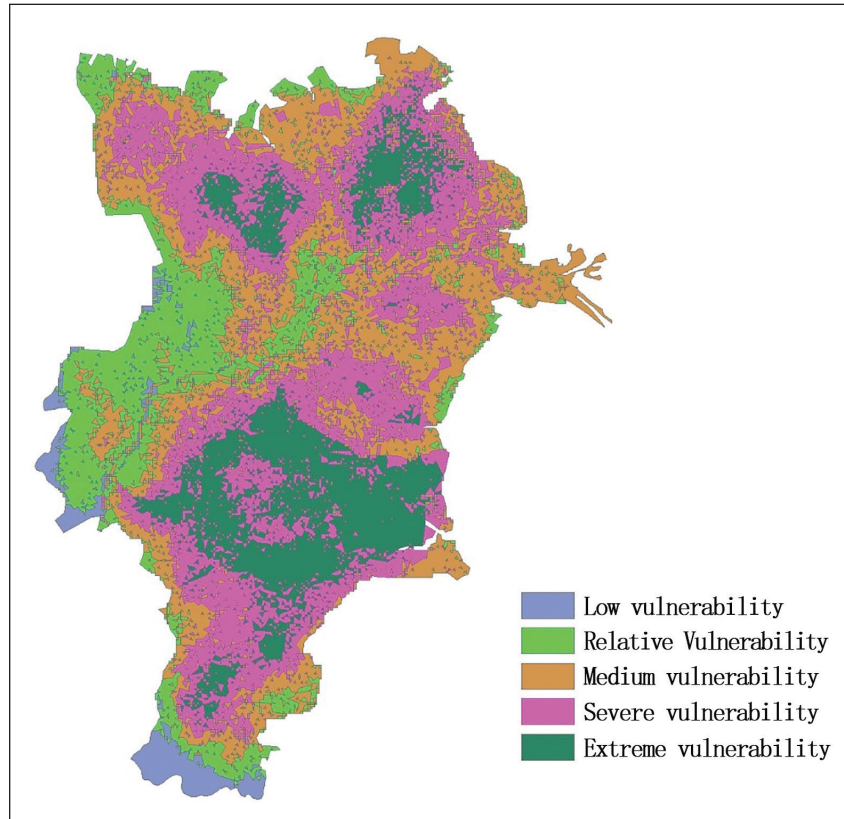 Low vulnerability
Relative Vulnerability
Medium vulnerability
Severe vulnerability
Extreme vulnerability